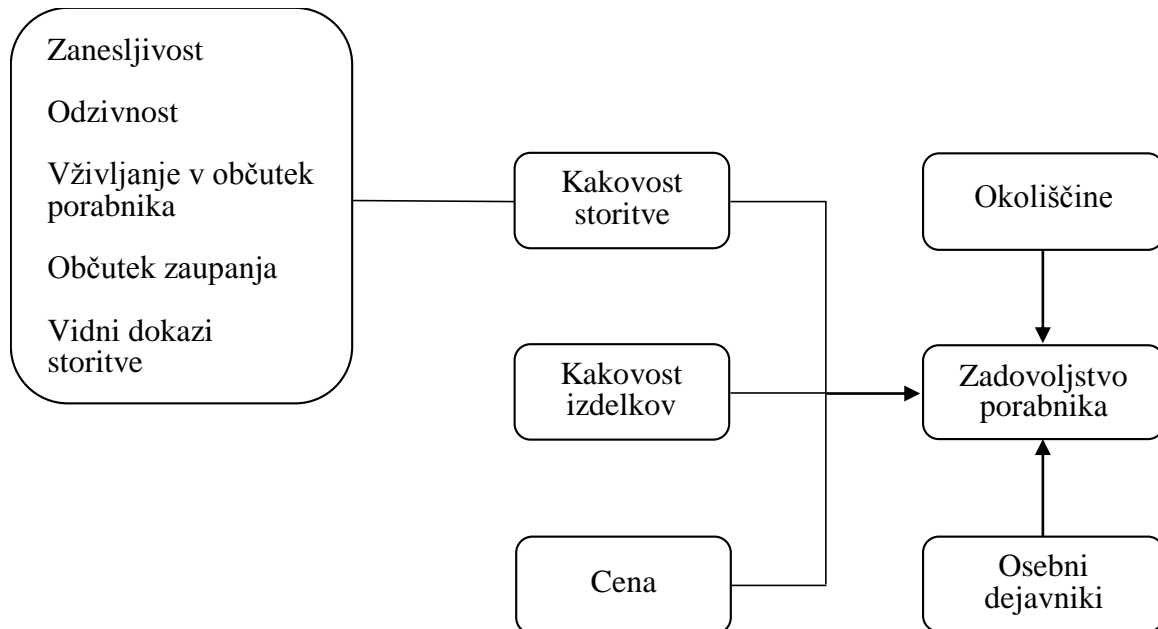 Zanesljivost
Odzivnost
Vživljanje v občutek
porabnika
Občutek zaupanja
Vidni dokazi
storitve
Kakovost
storitve
Kakovost
izdelkov
Cena
Okoliščine
Zadovoljstvo
porabnika
Osebni
dejavniki